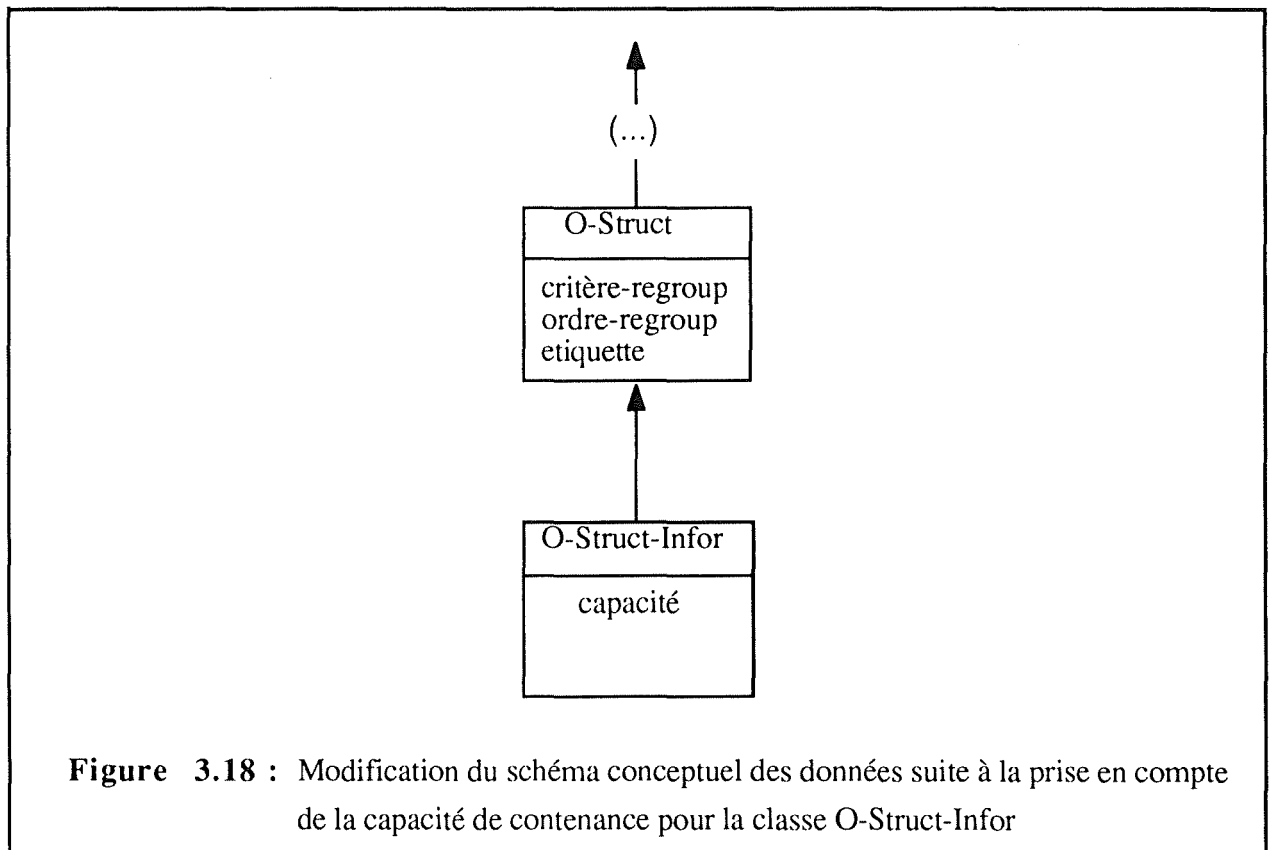 (...)
O-Struct
critère-regroup
ordre-regroup
etiquette
O-Struct-Infor
capacité
Figure 3.18 : Modification du schéma conceptuel des données suite à la prise en compte
de la capacité de contenance pour la classe O-Struct-Infor